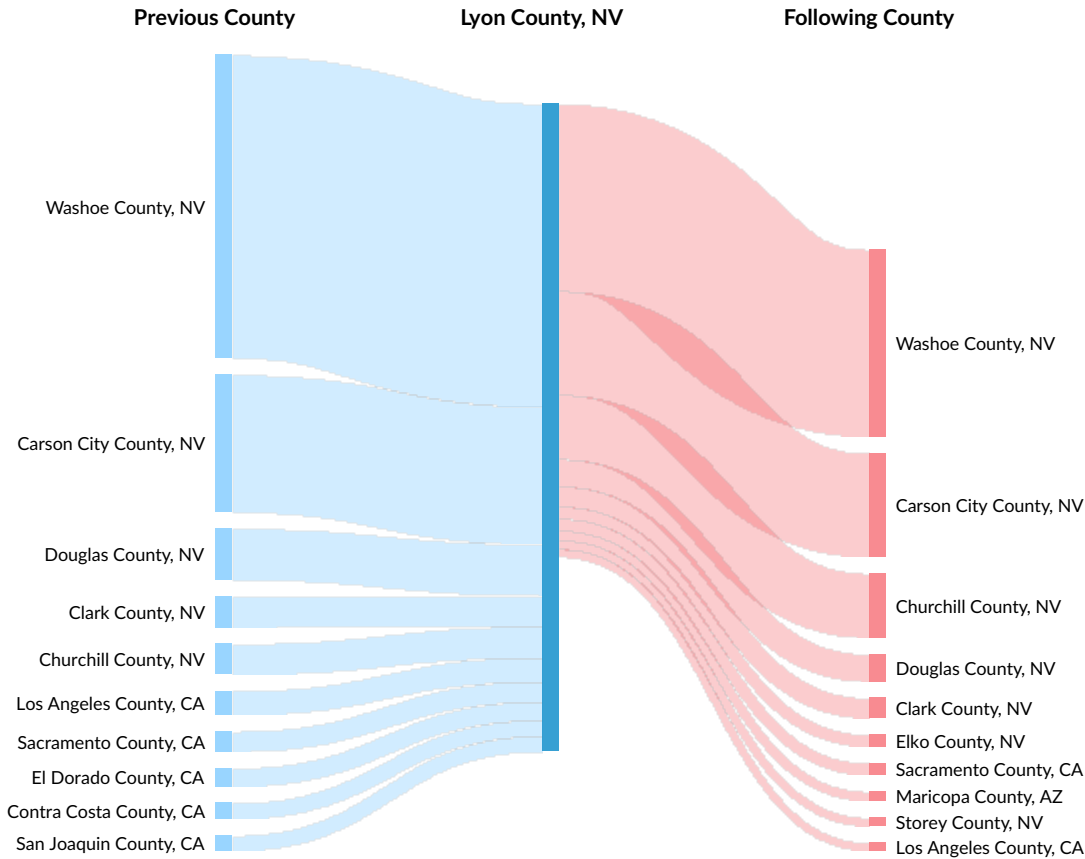 Previous County
Lyon County, NV
Following County
Washoe County, NV
Carson City County, NV
Douglas County, NV
Clark County, NV
Churchill County, NV
Los Angeles County, CA
Sacramento County, CA
El Dorado County, CA
Contra Costa County, CA
San Joaquin County, CA
Washoe County, NV
Carson City County, NV
Churchill County, NV
Douglas County, NV
Clark County, NV
Elko County, NV
Sacramento County, CA
Maricopa County, AZ
Storey County, NV
Los Angeles County, CA